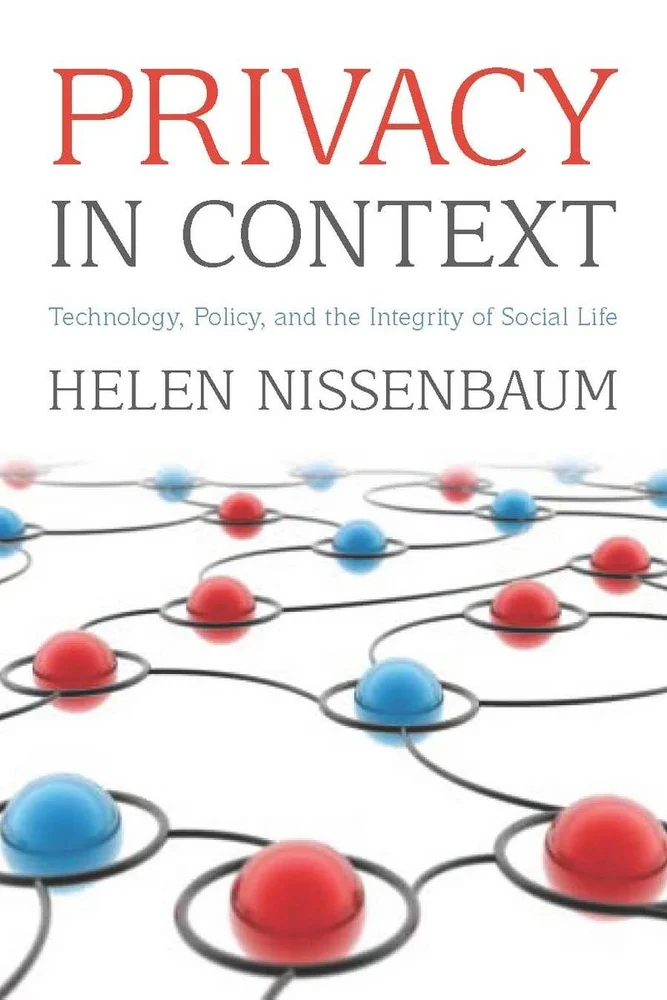 PRIVACY
IN CONTEXT
Technology, Policy, and the Integrity of Social Life
HELEN NISSENBAUM